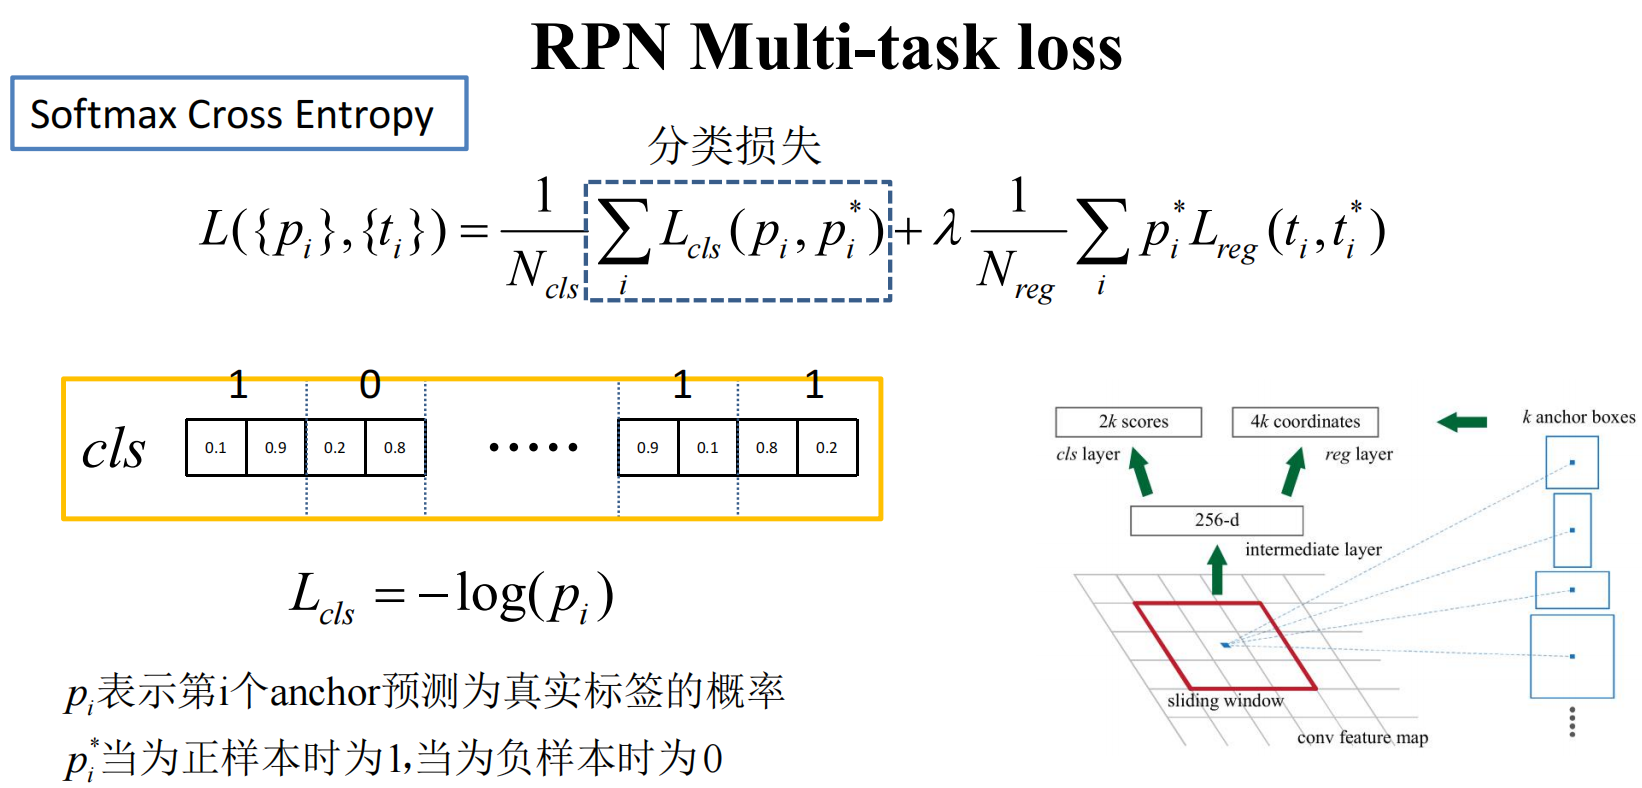 RPN Multi-task loss
Softmax Cross Entropy
分类损失
L({p_i},{t_i}) = \frac{1}{N_{cls}} \sum_i L_{cls}(p_i, p_i^*) + λ \frac{1}{N_{reg}} \sum_i p_i^* L_{reg}(t_i, t_i^*)
1 0 1 1
cls 0.1 0.9 0.2 0.8 ····· 0.9 0.1 0.8 0.2
L_{cls} = −log(p_i)
p_i表示第i个anchor预测为真实标签的概率
p_i^*当为正样本时为1,当为负样本时为0
2k scores
4k coordinates
k anchor boxes
cls layer
reg layer
256-d
intermediate layer
sliding window
conv feature map